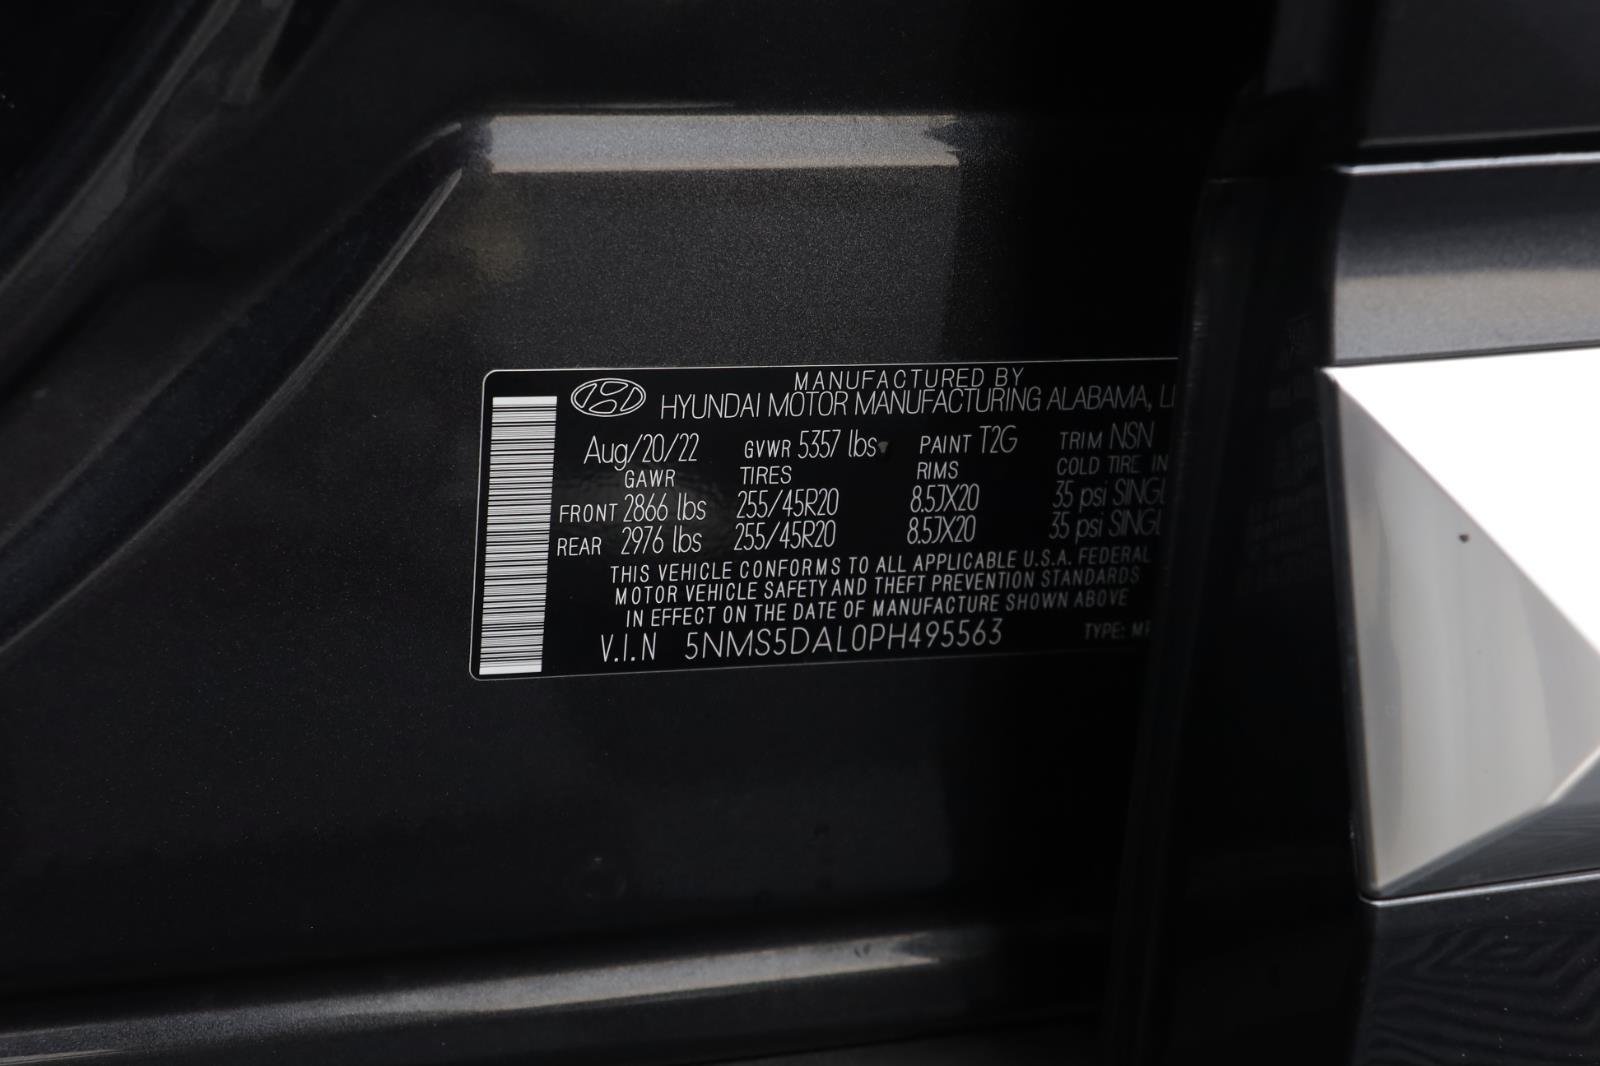 MANUFACTURED BY
HYUNDAI MOTOR MANUFACTURING ALABAMA,
Aug/20/22 GVWR 5357 lbs PAINT T2G TRIM NSN
GAWR TIRES RIMS COLD TIRE
FRONT 2866 lbs 255/45R20 8.5JX20 35 psi
REAR 2976 lbs 255/45R20 8.5JX20 35 psi
THIS VEHICLE CONFORMS TO ALL APPLICABLE U.S.A. FEDERAL
MOTOR VEHICLE SAFETY AND THEFT PREVENTION STANDARDS
IN EFFECT ON THE DATE OF MANUFACTURE SHOWN ABOVE
V.I.N 5NMS5DAL0PH495563 TYPE: